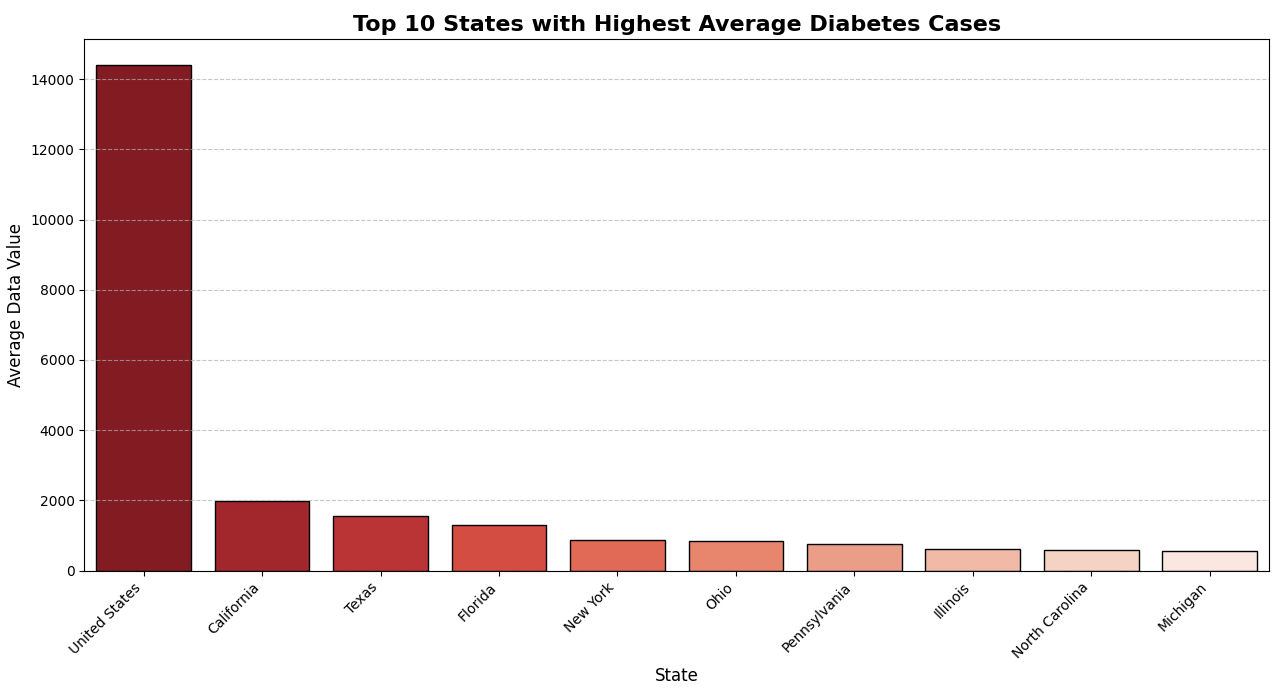 Top 10 States with Highest Average Diabetes Cases
Average Data Value
14000
12000
10000
8000
6000
4000
2000
0
United States
California
Texas
Florida
New York
Ohio
Pennsylvania
Illinois
North Carolina
Michigan
State